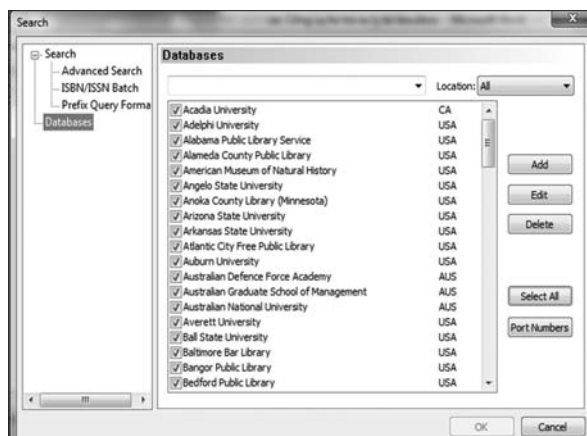 Search
Search
Advanced Search
ISBN/ISSN Batch
Prefix Query Forma
Databases
Databases
Location: All
Acadia University CA
Adelphi University USA
Alabama Public Library Service USA
Alameda County Public Library USA
American Museum of Natural History USA
Angelo State University USA
Anoka County Library (Minnesota) USA
Arizona State University USA
Arkansas State University USA
Atlantic City Free Public Library USA
Auburn University USA
Australian Defence Force Academy AUS
Australian Graduate School of Management AUS
Australian National University AUS
Averett University USA
Ball State University USA
Baltimore Bar Library USA
Bangor Public Library USA
Bedford Public Library USA
Add
Edit
Delete
Select All
Port Numbers
OK
Cancel